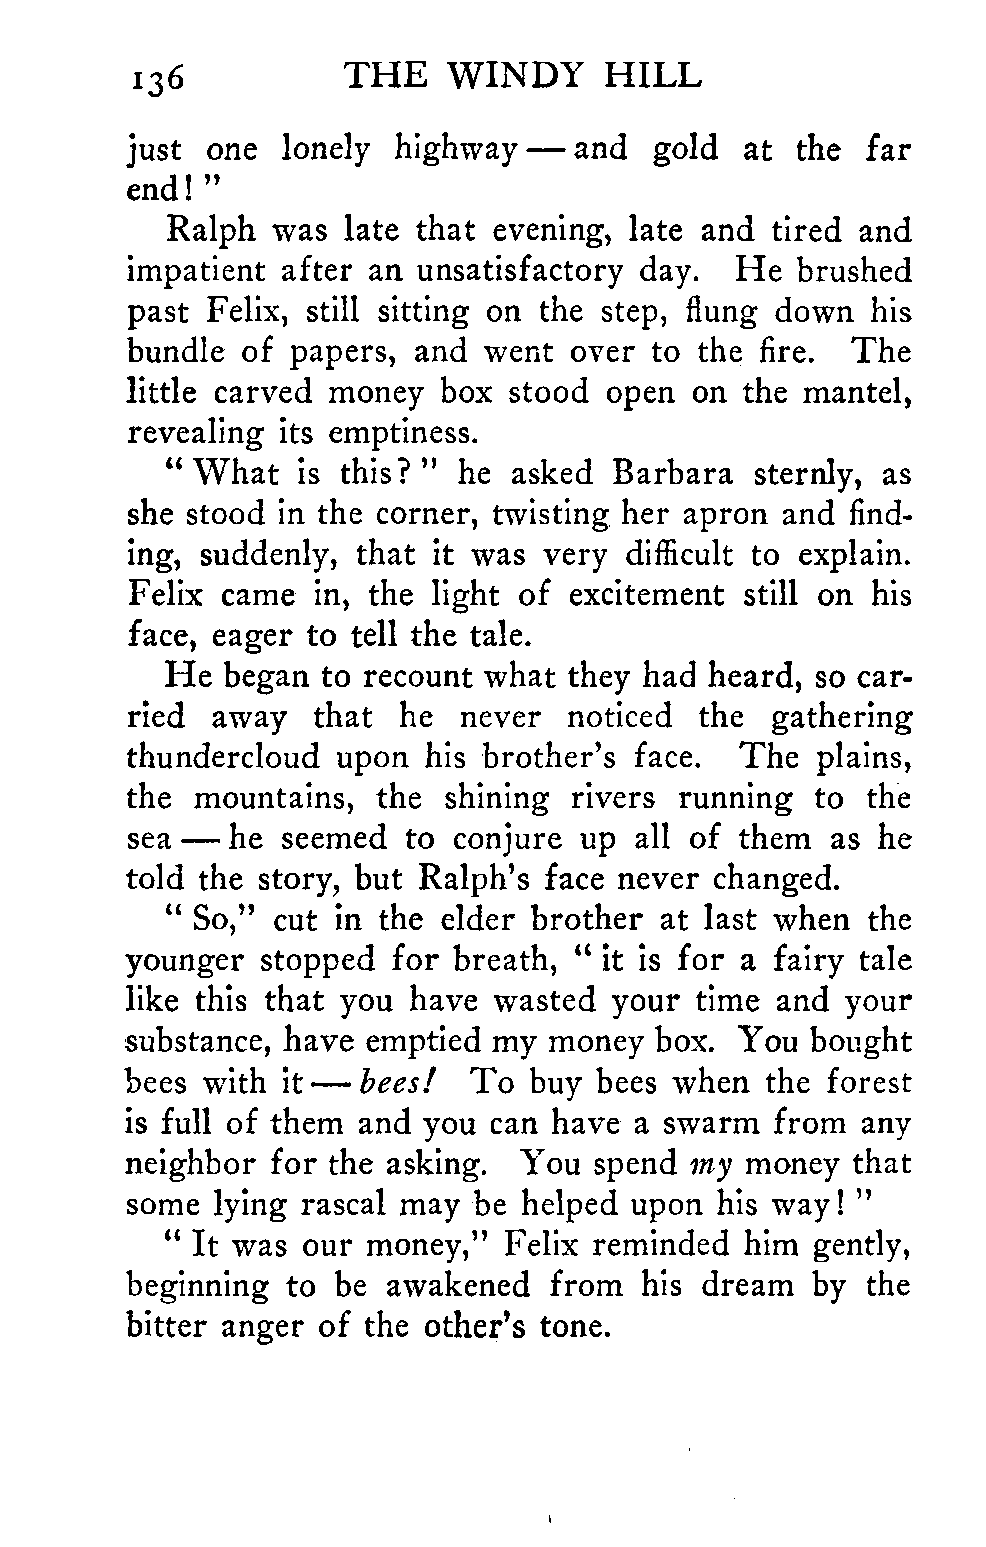 136 THE WINDY HILL
just one lonely highway — and gold at the far
end! "
Ralph was late that evening, late and tired and
impatient after an unsatisfactory day. He brushed
past Felix, still sitting on the step, flung down his
bundle of papers, and went over to the fire. The
little carved money box stood open on the mantel,
revealing its emptiness.
" What is this? " he asked Barbara sternly, as
she stood in the corner, twisting her apron and find-
ing, suddenly, that it was very difficult to explain.
Felix came in, the light of excitement still on his
face, eager to tell the tale.
He began to recount what they had heard, so car-
ried away that he never noticed the gathering
thundercloud upon his brother's face. The plains,
the mountains, the shining rivers running to the
sea — he seemed to conjure up all of them as he
told the story, but Ralph's face never changed.
" So," cut in the elder brother at last when the
younger stopped for breath, " it is for a fairy tale
like this that you have wasted your time and your
substance, have emptied my money box. You bought
bees with it — bees! To buy bees when the forest
is full of them and you can have a swarm from any
neighbor for the asking. You spend my money that
some lying rascal may be helped upon his way! "
" It was our money," Felix reminded him gently,
beginning to be awakened from his dream by the
bitter anger of the other's tone.